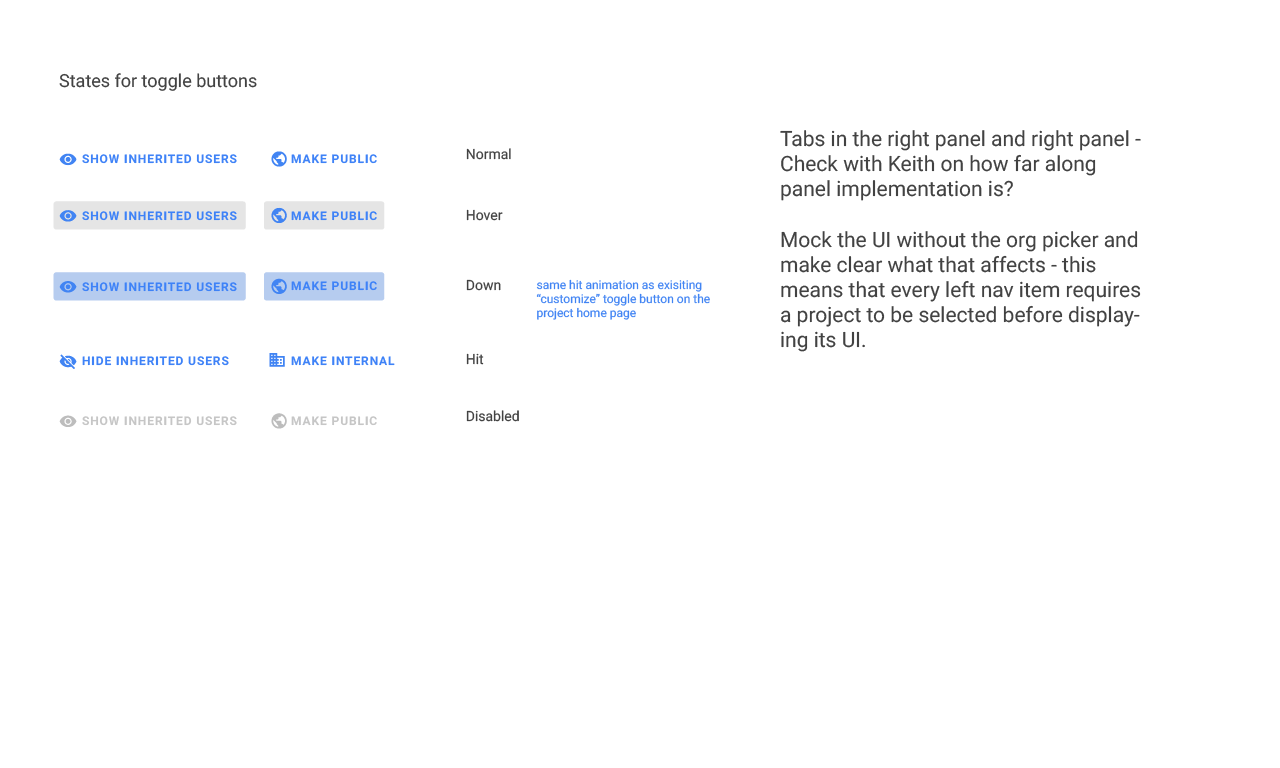 States for toggle buttons
SHOW INHERITED USERS MAKE PUBLIC Normal
SHOW INHERITED USERS MAKE PUBLIC Hover
SHOW INHERITED USERS MAKE PUBLIC Down
same hit animation as exisiting
“customize” toggle button on the
project home page
HIDE INHERITED USERS MAKE INTERNAL Hit
SHOW INHERITED USERS MAKE PUBLIC Disabled
Tabs in the right panel and right panel -
Check with Keith on how far along
panel implementation is?
Mock the UI without the org picker and
make clear what that affects - this
means that every left nav item requires
a project to be selected before display-
ing its UI.